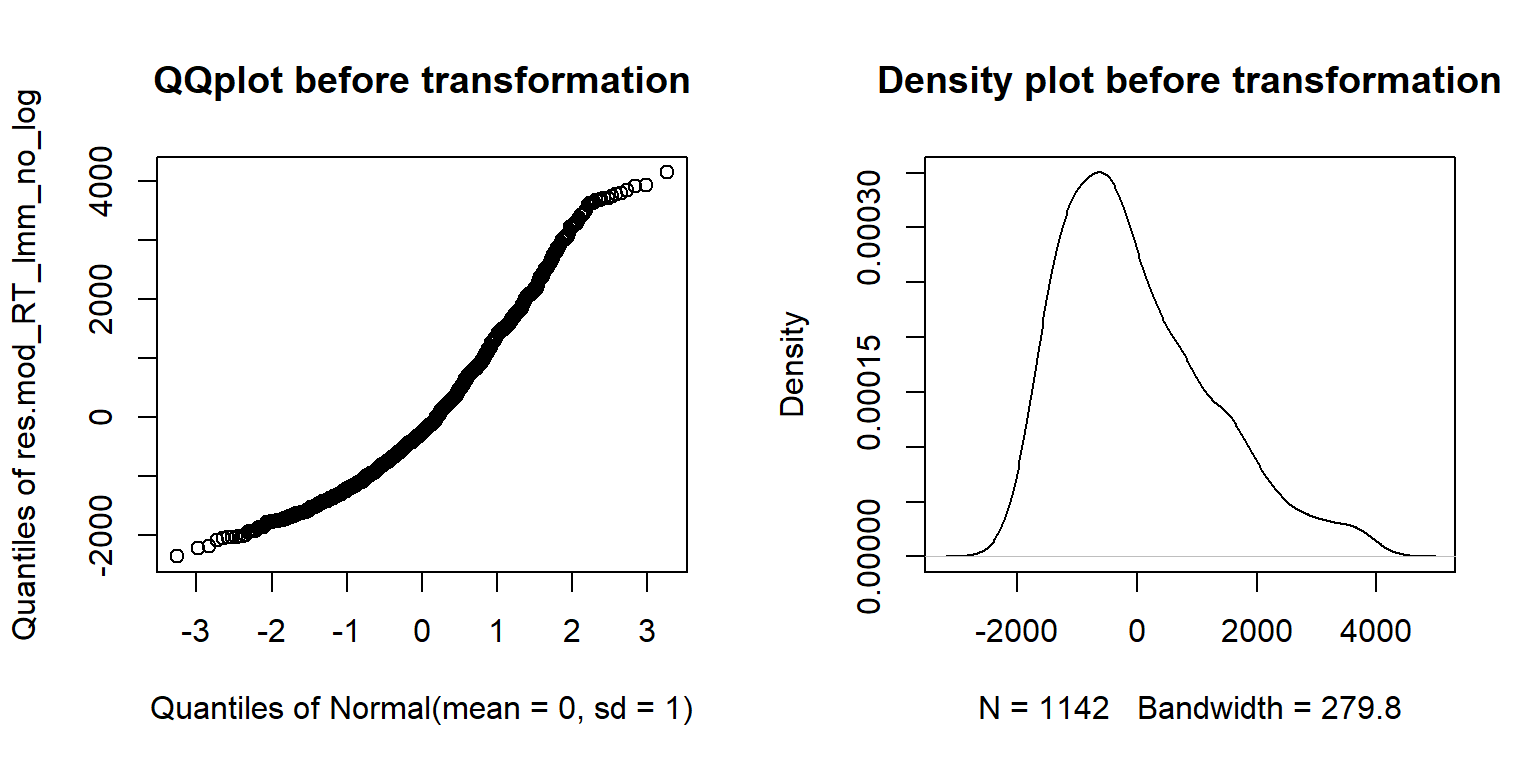 QQplot before transformation
Quantiles of res.mod_RT_lmm_no_log
4000
2000
0
-2000
-3 -2 -1 0 1 2 3
Quantiles of Normal(mean = 0, sd = 1)
Density plot before transformation
Density
0.00030
0.00015
0.00000
-2000 0 2000 4000
N = 1142 Bandwidth = 279.8